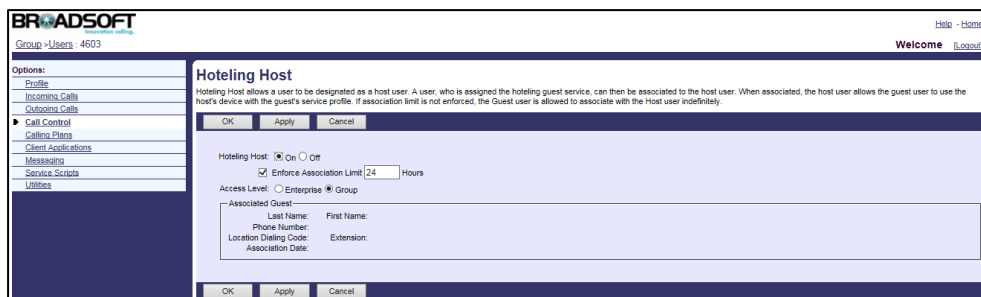 BROADSOFT
innovation calling.
Help - Home
Group >Users : 4603
Welcome [Logout
Options:
Profile
Incoming Calls
Outgoing Calls
Call Control
Calling Plans
Client Applications
Messaging
Service Scripts
Utilities
Hoteling Host
Hoteling Host allows a user to be designated as a host user. A user, who is assigned the hoteling guest service, can then be associated to the host user. When associated, the host user allows the guest user to use the
host's device with the guest's service profile. If association limit is not enforced, the Guest user is allowed to associate with the Host user indefinitely.
OK Apply Cancel
Hoteling Host: On Off
Enforce Association Limit 24 Hours
Access Level: Enterprise Group
Associated Guest
Last Name: First Name:
Phone Number:
Location Dialing Code: Extension:
Association Date:
OK Apply Cancel